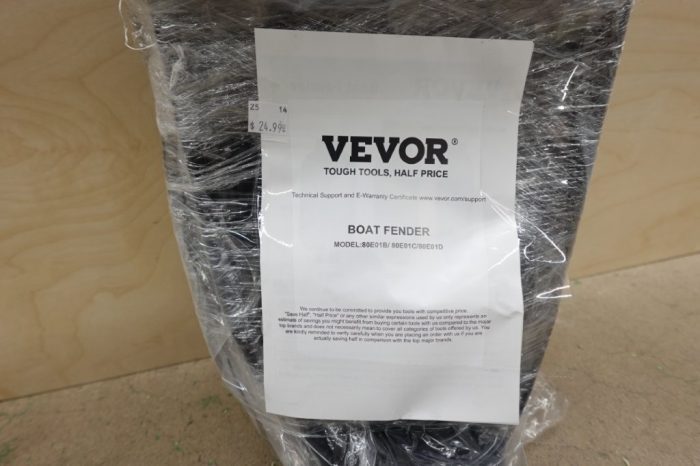 25 14
$ 24.99
VEVOR®
TOUGH TOOLS, HALF PRICE
Technical Support and E-Warranty Certificate www.vevor.com/support
BOAT FENDER
MODEL:80E01B/ 80E01C/80E01D
We continue to be committed to provide you tools with competitive price.
"Save Half", "Half Price" or any other similar expressions used by us only represents an
estimate of savings you might benefit from buying certain tools with us compared to the major
top brands and does not necessarily mean to cover all categories of tools offered by us. You
are kindly reminded to verify carefully when you are placing an order with us if you are
actually saving half in comparison with the top major brands.